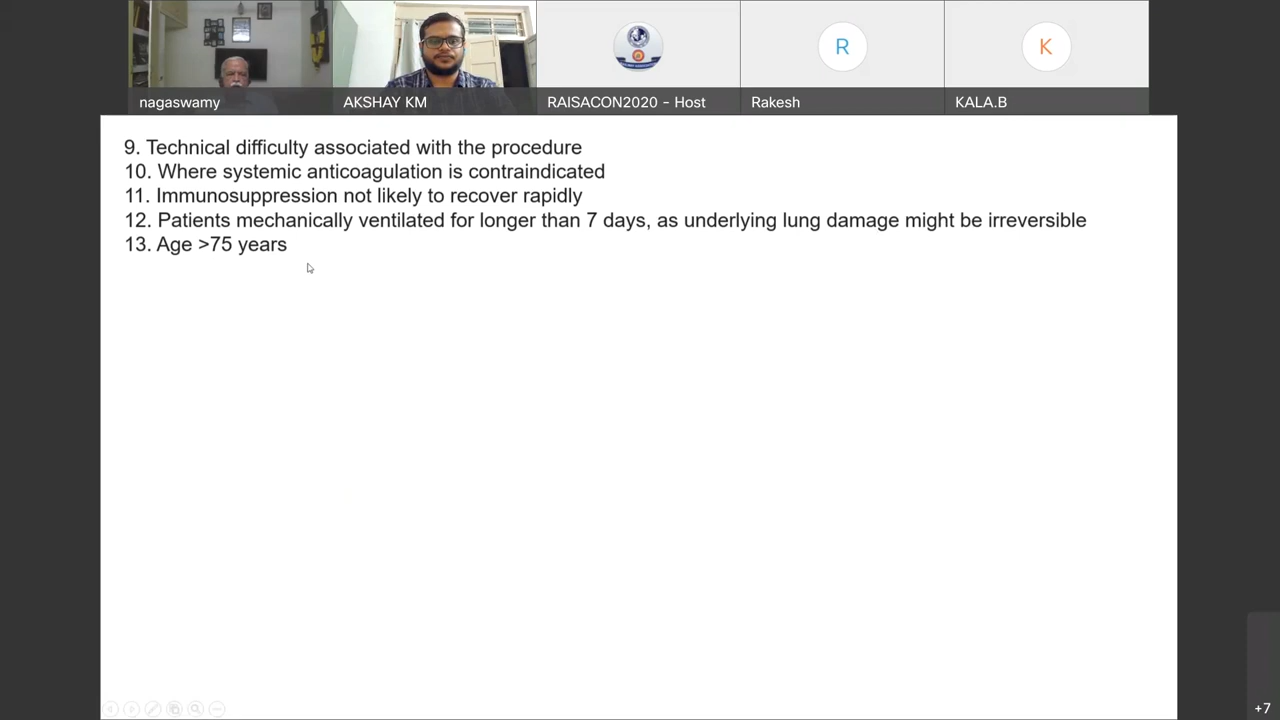 nagaswamy
AKSHAY KM
RAISACON2020 - Host
R
Rakesh
K
KALA.B
9. Technical difficulty associated with the procedure
10. Where systemic anticoagulation is contraindicated
11. Immunosuppression not likely to recover rapidly
12. Patients mechanically ventilated for longer than 7 days, as underlying lung damage might be irreversible
13. Age >75 years
+7